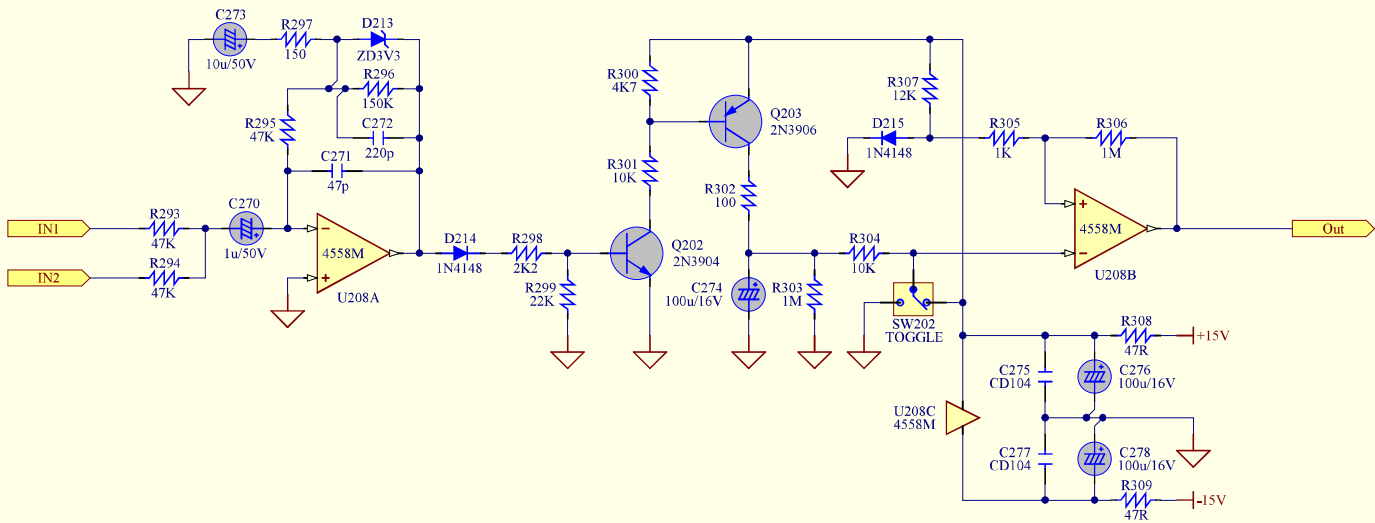 C273
10u/50V
R297
150
D213
ZD3V3
R296
150K
R295
47K
C272
220p
C271
47p
IN1
IN2
R293
47K
R294
47K
C270
1u/50V
4558M
U208A
D214
1N4148
R298
2K2
R299
22K
R300
4K7
R301
10K
Q202
2N3904
Q203
2N3906
R302
100
C274
100u/16V
R303
1M
R304
10K
SW202
TOGGLE
D215
1N4148
R307
12K
R305
1K
R306
1M
4558M
U208B
Out
R308
47R
+15V
C275
CD104
C276
100u/16V
U208C
4558M
C277
CD104
C278
100u/16V
R309
47R
-15V